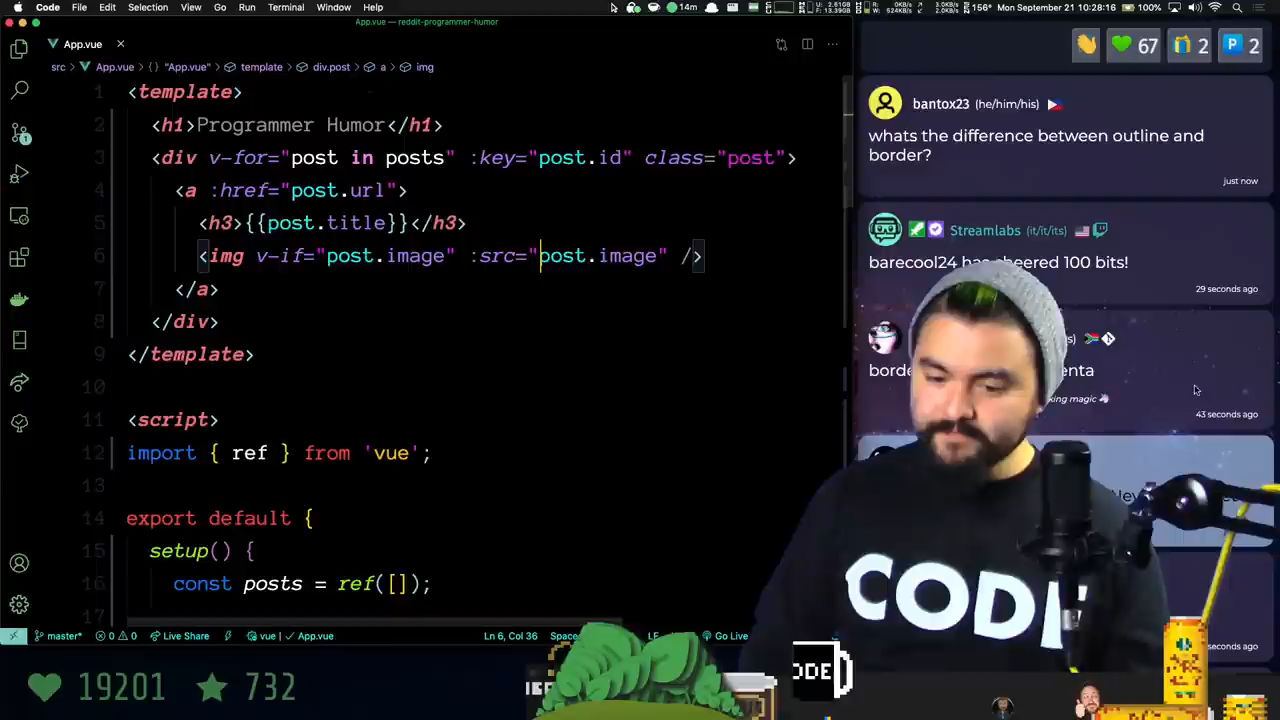 Code File Edit Selection View Go Run Terminal Window Help
14m
156° Mon September 21 10:28:16
100%
App.vue — reddit-programmer-humor
App.vue
src App.vue "App.vue" template div.post a img
1 <template>
2 <h1>Programmer Humor</h1>
3 <div v-for="post in posts" :key="post.id" class="post">
4 <a :href="post.url">
5 <h3>{{post.title}}</h3>
6 <img v-if="post.image" :src="post.image" />
7 </a>
8 </div>
9 </template>
10
11 <script>
12 import { ref } from 'vue';
13
14 export default {
15 setup() {
16 const posts = ref([]);
17
master* 0 0 Live Share vue | App.vue
Ln 6, Col 36
Go Live
19201 732
67 2 2
bantox23 (he/him/his)
whats the difference between outline and
border?
just now
Streamlabs (it/its/its)
barecool24 has cheered 100 bits!
29 seconds ago
43 seconds ago
CODE